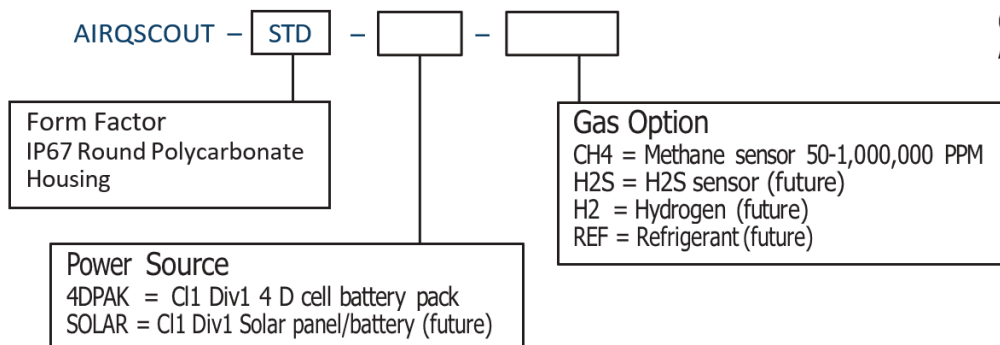 AIRQSCOUT – STD – –
Form Factor
IP67 Round Polycarbonate
Housing
Gas Option
CH4 = Methane sensor 50-1,000,000 PPM
H2S = H2S sensor (future)
H2 = Hydrogen (future)
REF = Refrigerant (future)
Power Source
4DPAK = Cl1 Div1 4 D cell battery pack
SOLAR = Cl1 Div1 Solar panel/battery (future)